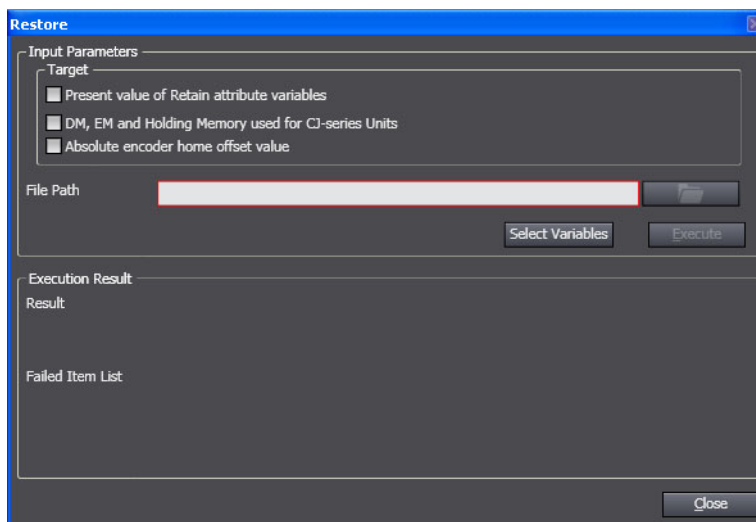 Restore
Input Parameters
Target
Present value of Retain attribute variables
DM, EM and Holding Memory used for CJ-series Units
Absolute encoder home offset value
File Path
Select Variables
Execute
Execution Result
Result
Failed Item List
Close